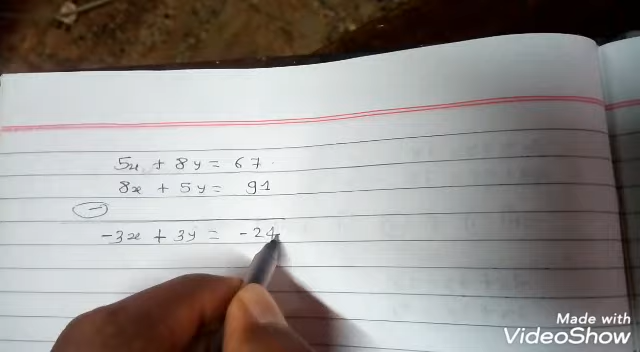 5x + 8y = 67
8x + 5y = 91
-
-3x + 3y = -24
Made with
VideoShow